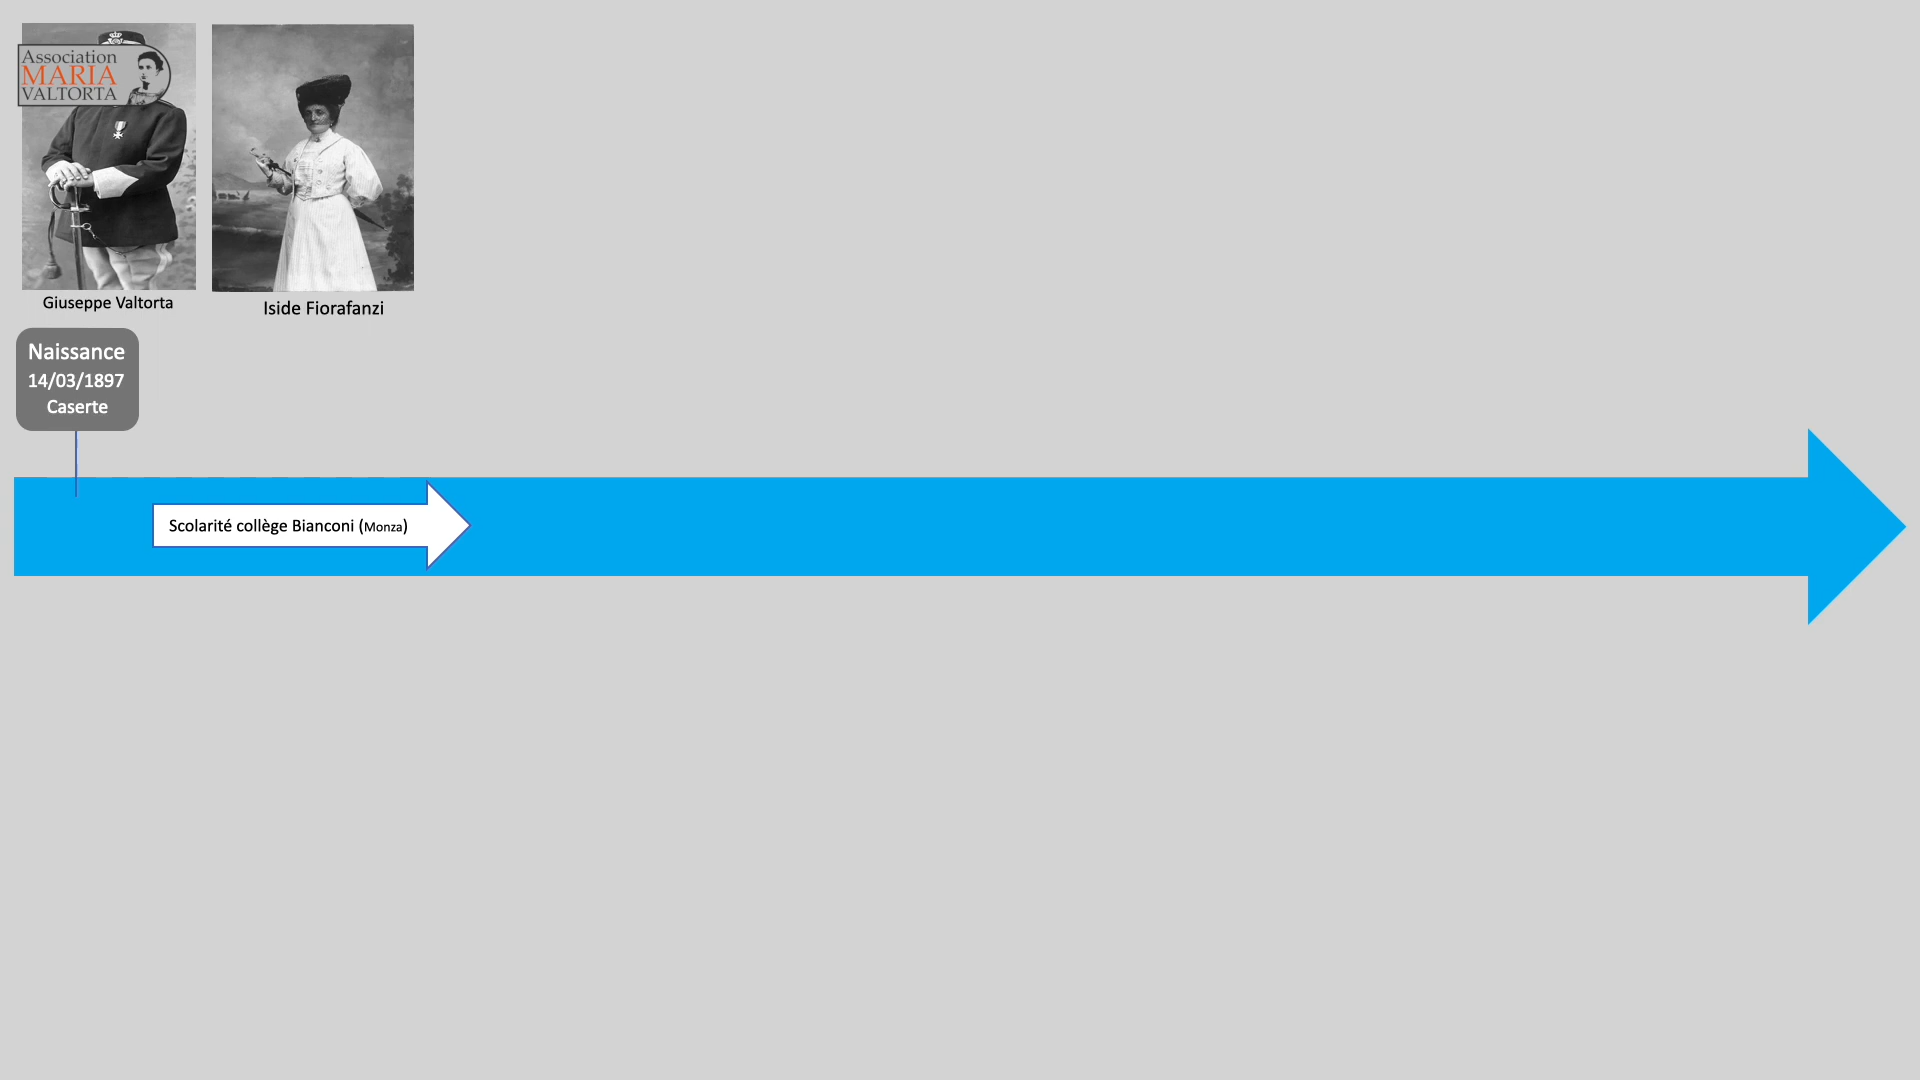 Association
MARIA
VALTORTA
Giuseppe Valtorta
Iside Fiorafanzi
Naissance
14/03/1897
Caserte
Scolarité collège Bianconi (Monza)